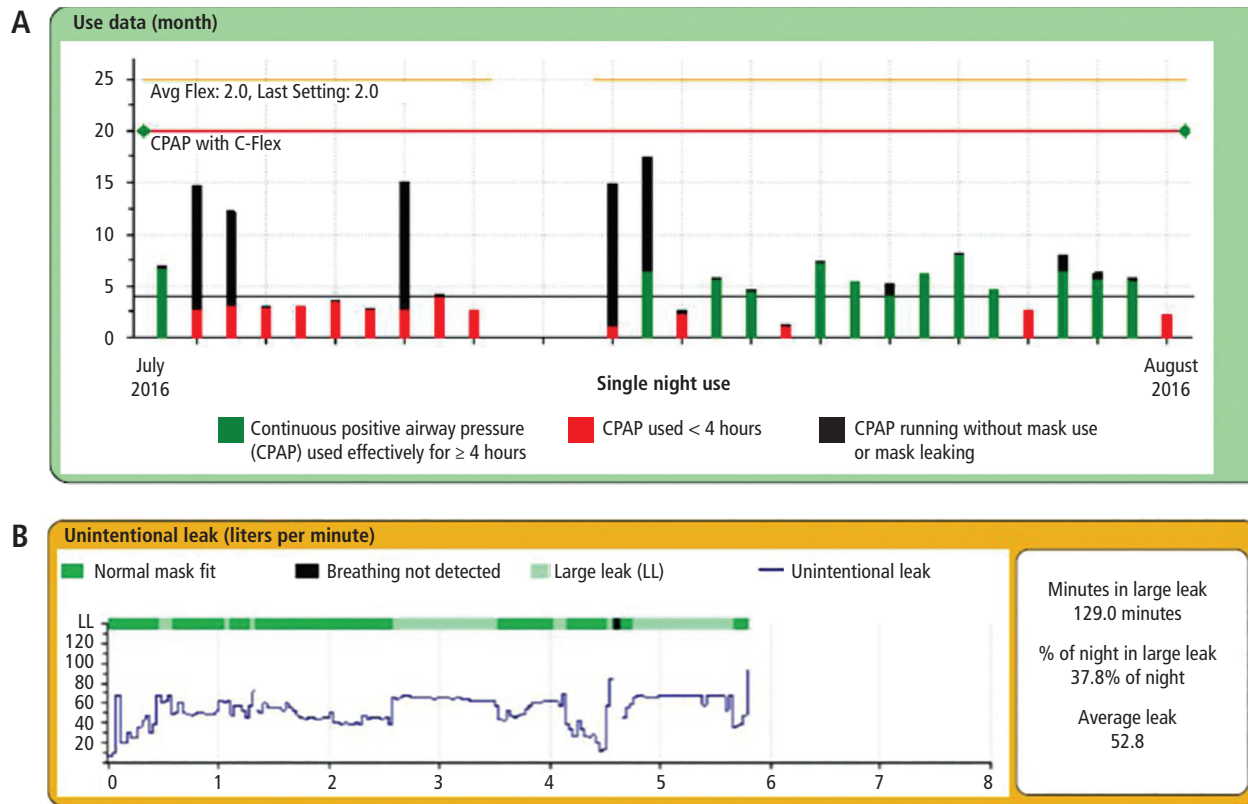 A
Use data (month)
25
Avg Flex: 2.0, Last Setting: 2.0
20
CPAP with C-Flex
15
10
5
0
July
2016
Single night use
August
2016
Continuous positive airway pressure
(CPAP) used effectively for ≥ 4 hours
CPAP used < 4 hours
CPAP running without mask use
or mask leaking
B
Unintentional leak (liters per minute)
Normal mask fit
Breathing not detected
Large leak (LL)
Unintentional leak
LL
120
100
80
60
40
20
0 1 2 3 4 5 6 7 8
Minutes in large leak
129.0 minutes
% of night in large leak
37.8% of night
Average leak
52.8